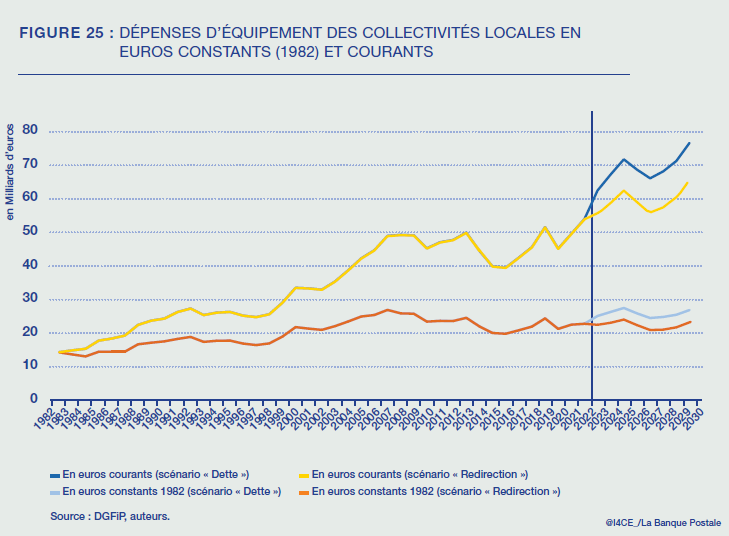 FIGURE 25 : DÉPENSES D'ÉQUIPEMENT DES COLLECTIVITÉS LOCALES EN
EUROS CONSTANTS (1982) ET COURANTS
en Milliards d'euros
80
70
60
50
40
30
20
10
0
1982 1983 1984 1985 1986 1987 1988 1989 1990 1991 1992 1993 1994 1995 1996 1997 1998 1999 2000 2001 2002 2003 2004 2005 2006 2007 2008 2009 2010 2011 2012 2013 2014 2015 2016 2017 2018 2019 2020 2021 2022 2023 2024 2025 2026 2027 2028 2029 2030
En euros courants (scénario « Dette ») En euros courants (scénario « Redirection »)
En euros constants 1982 (scénario « Dette ») En euros constants 1982 (scénario « Redirection »)
Source : DGFiP, auteurs.
@I4CE_/La Banque Postale